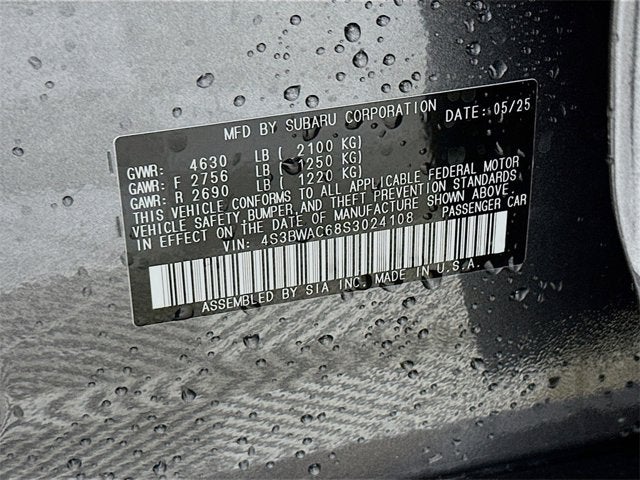 MFD BY SUBARU CORPORATION DATE: 05/25
GVWR: 4630 LB ( 2100 KG)
GAWR: F 2756 LB ( 1250 KG)
GAWR: R 2690 LB ( 1220 KG)
THIS VEHICLE CONFORMS TO ALL APPLICABLE FEDERAL MOTOR
VEHICLE SAFETY, BUMPER, AND THEFT PREVENTION STANDARDS
IN EFFECT ON THE DATE OF MANUFACTURE SHOWN ABOVE.
VIN: 4S3BWAC68S3024108 PASSENGER CAR
ASSEMBLED BY SIA INC. MADE IN U.S.A.